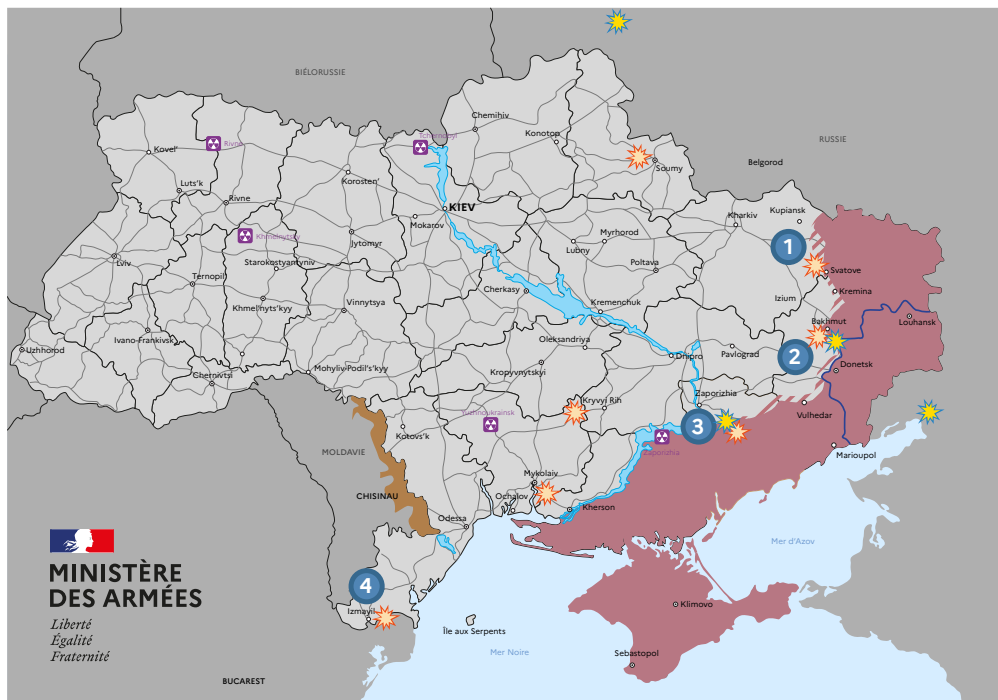 BIÉLORUSSIE
RUSSIE
Chernihiv
Tchernobyl
Konotop
Kovel'
Rivne
Soumy
Belgorod
Korosten'
Luts'k
Rivne
KIEV
Kupiansk
Kharkiv
Makarov
Myrhorod
Khmelnytsky
Jytomyr
Lubny
1
Lviv
Starokostyantyniv
Poltava
Svatove
Ternopil
Cherkasy
Kremina
Izium
Khmel'nyts'kyy
Vinnytsya
Kremenchuk
Bakhmut
Louhansk
Ivano-Frankivsk
Oleksandriya
Uzhhorod
Dnipro
Pavlograd
2
Mohyliv-Podil's'kyy
Kropyvnytskyi
Donetsk
Chernivtsi
Zaporizhia
Kryvyi Rih
Yuzhnoukrainsk
Vulhedar
3
Kotovs'k
MOLDAVIE
Zaporizhia
Marioupol
Mykolaiv
CHISINAU
Ochalov
Kherson
Odessa
Mer d'Azov
MINISTÈRE
DES ARMÉES
Liberté
Égalité
Fraternité
4
Izmayil
Klimovo
Île aux Serpents
Mer Noire
Sebastopol
BUCAREST